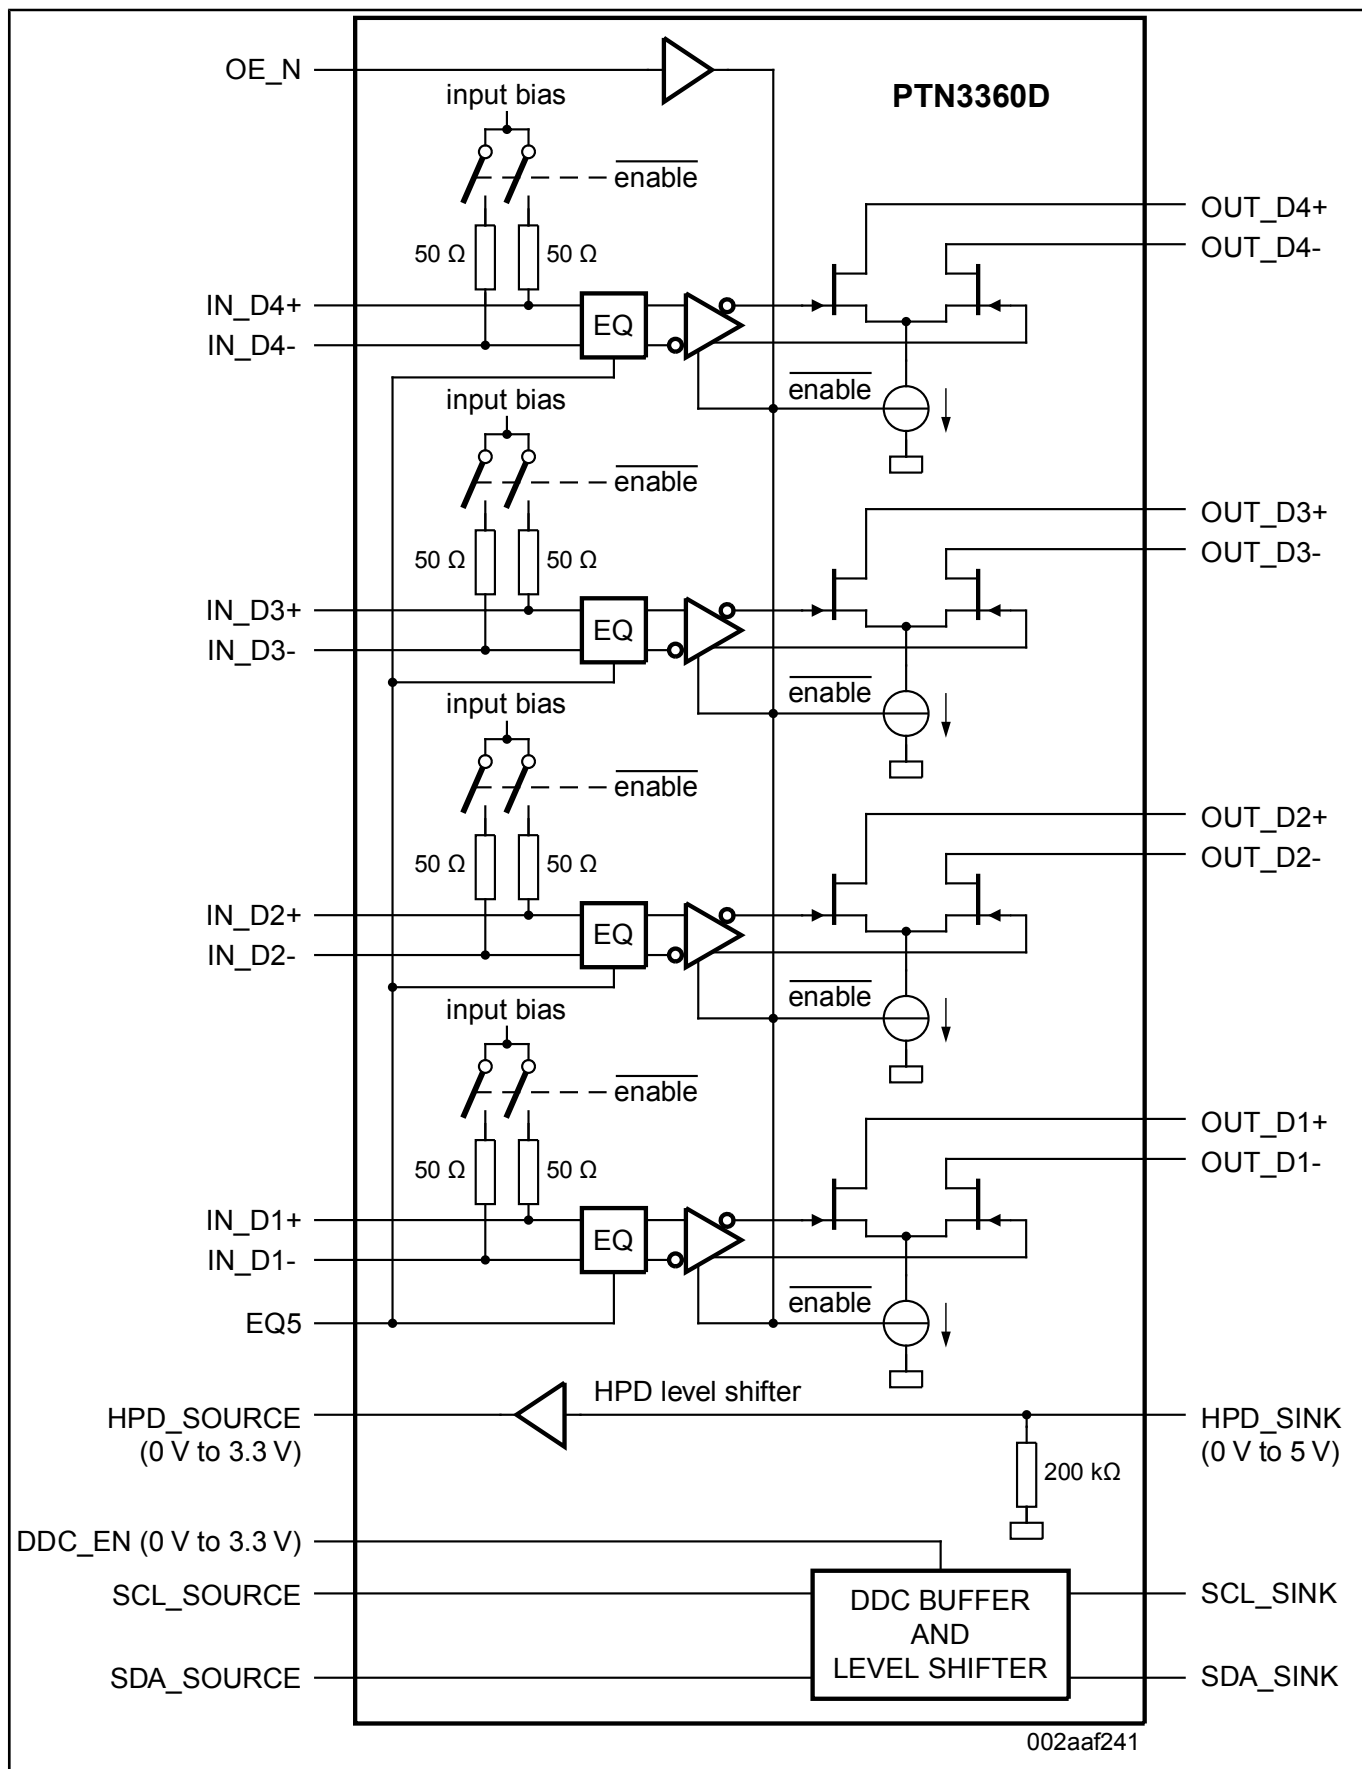 OE_N
input bias
PTN3360D
enable
OUT_D4+
50 Ω
50 Ω
OUT_D4-
IN_D4+
EQ
IN_D4-
enable
input bias
enable
OUT_D3+
50 Ω
50 Ω
OUT_D3-
IN_D3+
EQ
IN_D3-
enable
input bias
enable
OUT_D2+
50 Ω
50 Ω
OUT_D2-
IN_D2+
EQ
IN_D2-
enable
input bias
enable
OUT_D1+
50 Ω
50 Ω
OUT_D1-
IN_D1+
EQ
IN_D1-
enable
EQ5
HPD level shifter
HPD_SOURCE
(0 V to 3.3 V)
HPD_SINK
(0 V to 5 V)
200 kΩ
DDC_EN (0 V to 3.3 V)
SCL_SOURCE
DDC BUFFER
AND
LEVEL SHIFTER
SCL_SINK
SDA_SOURCE
SDA_SINK
002aaf241